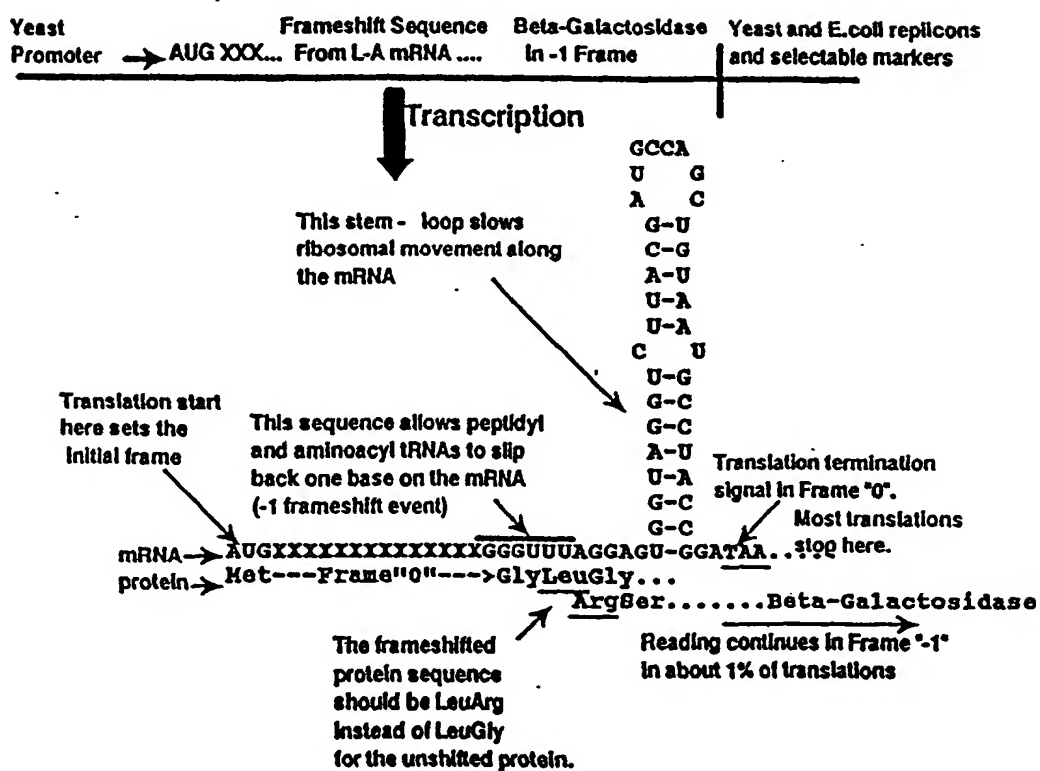 Yeast Promoter → AUG XXX... Frameshift Sequence From L-A mRNA .... Beta-Galactosidase In -1 Frame Yeast and E.coli replicons and selectable markers
Transcription
GCCA
U G
A C
G-U
C-G
A-U
U-A
U-A
C U
U-G
G-C
G-C
A-U
U-A
G-C
G-C
This stem - loop slows
ribosomal movement along
the mRNA
Translation start
here sets the
initial frame
This sequence allows peptidyl
and aminoacyl tRNAs to slip
back one base on the mRNA
(-1 frameshift event)
Translation termination
signal in Frame "0".
Most translations
stop here.
mRNA→AUGXXXXXXXXXXXXXXGGGUUUAGGAGU-GGATAA.....
protein→Met---Frame"0"--->GlyLeuGly...
ArgSer.......Beta-Galactosidase
The frameshifted
protein sequence
should be LeuArg
instead of LeuGly
for the unshifted protein.
Reading continues in Frame "-1"
in about 1% of translations